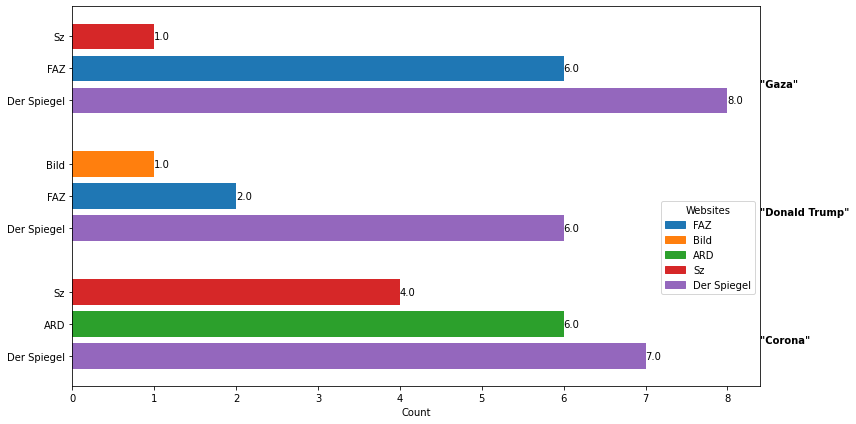 Sz
1.0
FAZ
6.0
"Gaza"
Der Spiegel
8.0
Bild
1.0
FAZ
2.0
"Donald Trump"
Der Spiegel
6.0
Websites
FAZ
Bild
ARD
Sz
Der Spiegel
Sz
4.0
ARD
6.0
"Corona"
Der Spiegel
7.0
0 1 2 3 4 5 6 7 8
Count